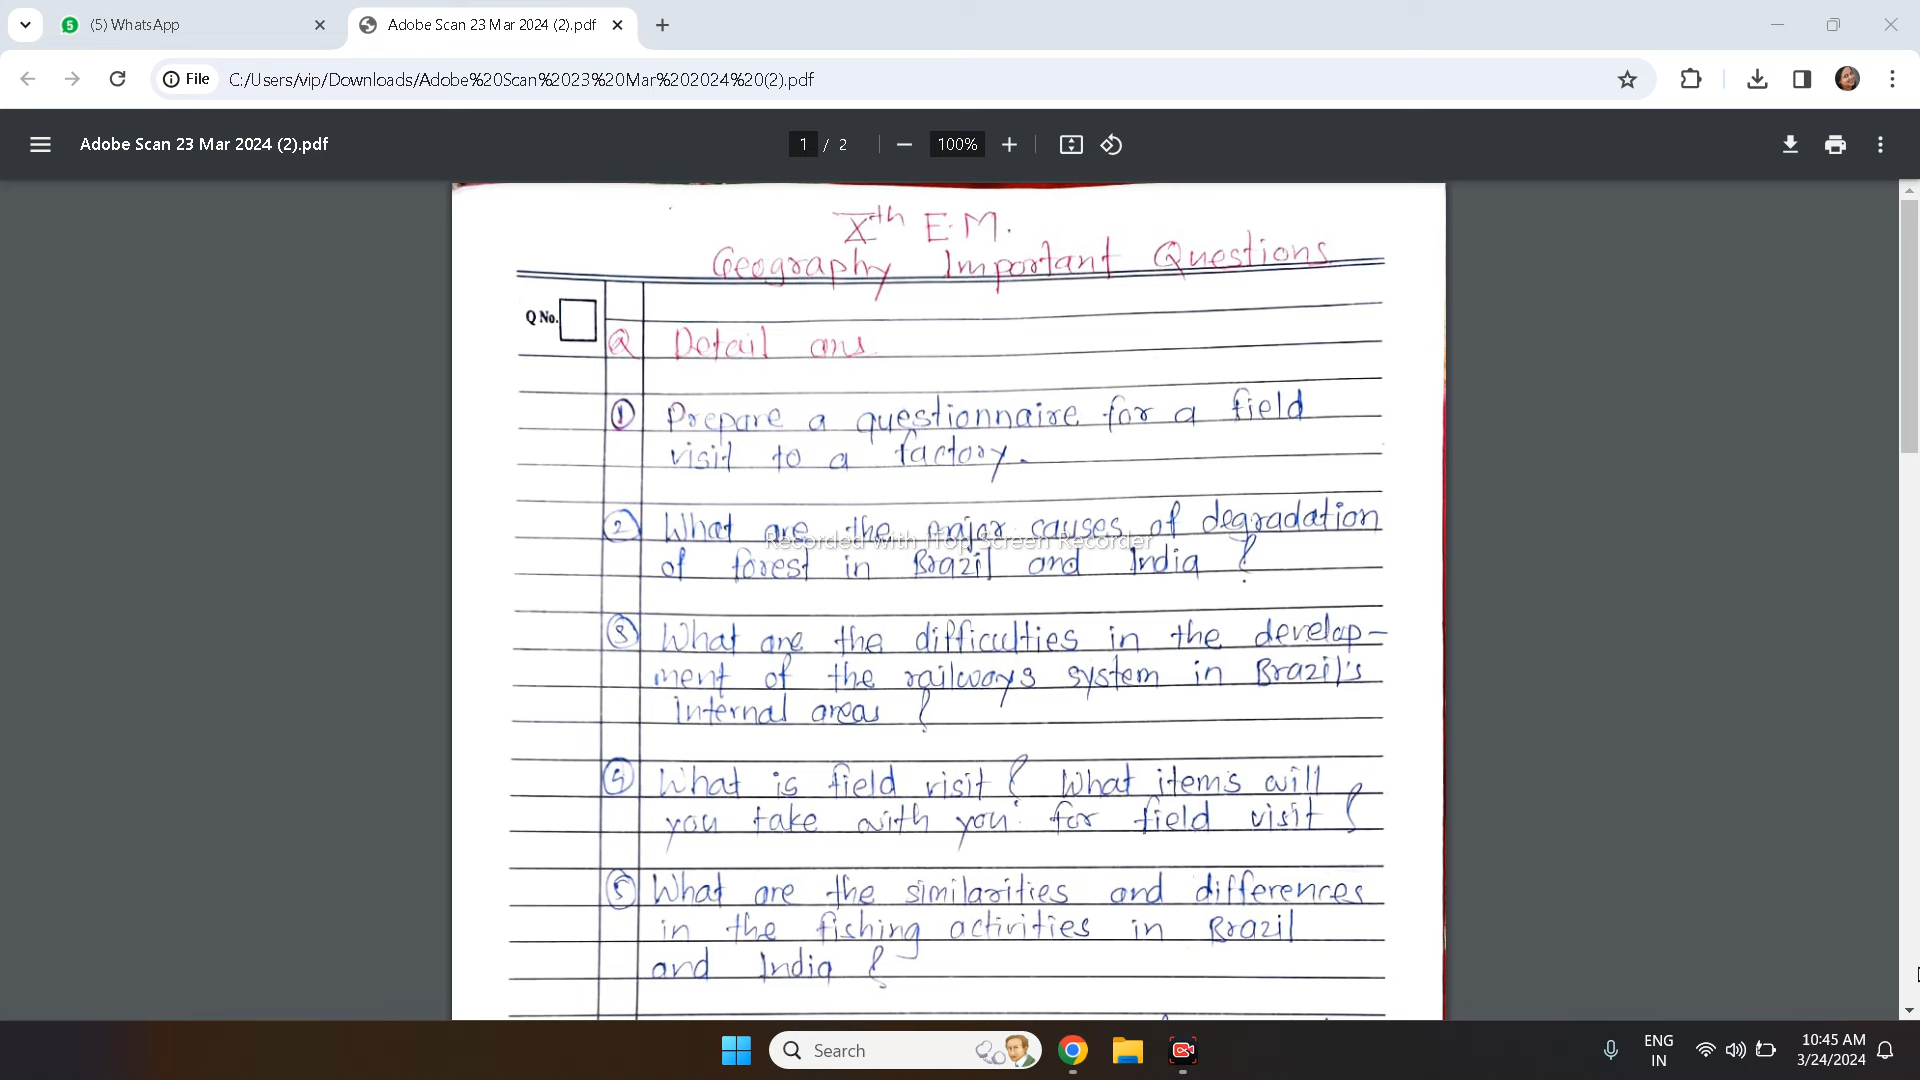 (5) WhatsApp
Adobe Scan 23 Mar 2024 (2).pdf
File
C:/Users/vip/Downloads/Adobe%20Scan%2023%20Mar%202024%20(2).pdf
Adobe Scan 23 Mar 2024 (2).pdf
1 / 2
100%
Xth E.M.
Geography Important Questions
Q No.
Q Detail ans
① Prepare a questionnaire for a field
visit to a factory.
② What are the major causes of degradation
Recorded with iTop Screen Recorder
of forest in Brazil and India ?
③ What are the difficulties in the develop-
ment of the railways system in Brazil's
internal areas ?
④ What is field visit ? What items will
you take with you for field visit ?
⑤ What are the similarities and differences
in the fishing activities in Brazil
and India ?
Search
ENG
IN
10:45 AM
3/24/2024